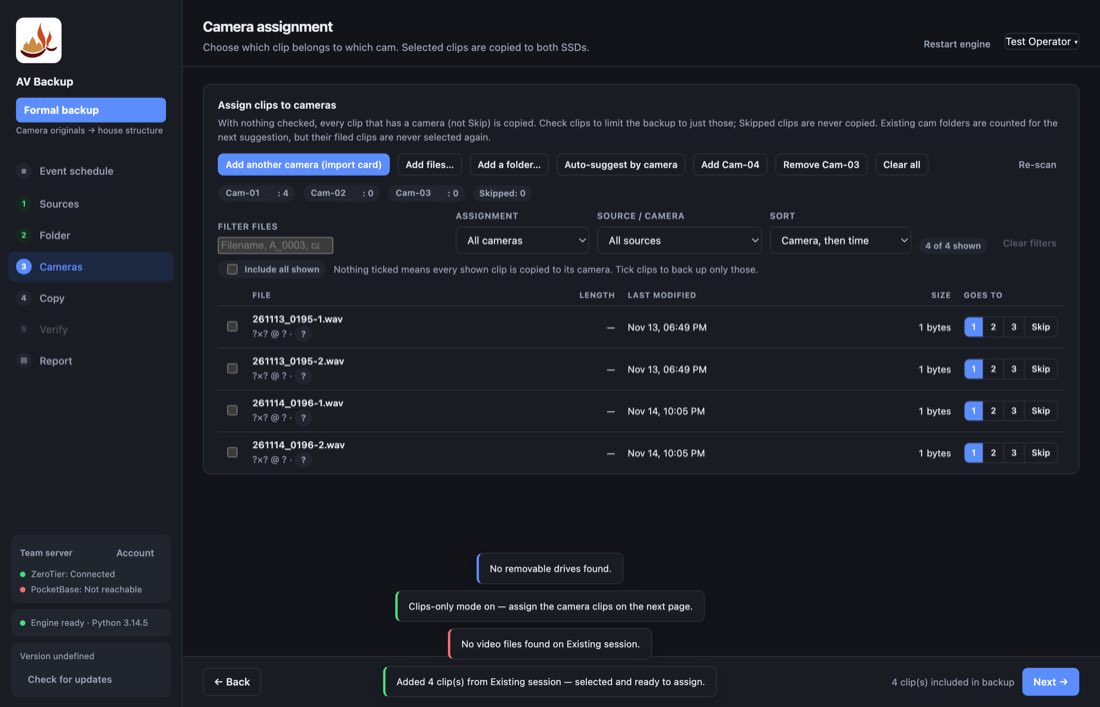 AV Backup
Formal backup
Camera originals → house structure
Event schedule
1 Sources
2 Folder
3 Cameras
4 Copy
5 Verify
Report
Team server Account
ZeroTier: Connected
PocketBase: Not reachable
Engine ready · Python 3.14.5
Version undefined
Check for updates
Camera assignment
Choose which clip belongs to which cam. Selected clips are copied to both SSDs.
Restart engine Test Operator
Assign clips to cameras
With nothing checked, every clip that has a camera (not Skip) is copied. Check clips to limit the backup to just those; Skipped clips are never copied. Existing cam folders are counted for the
next suggestion, but their filed clips are never selected again.
Add another camera (import card) Add files... Add a folder... Auto-suggest by camera Add Cam-04 Remove Cam-03 Clear all Re-scan
Cam-01 : 4 Cam-02 : 0 Cam-03 : 0 Skipped: 0
FILTER FILES ASSIGNMENT SOURCE / CAMERA SORT
Filename, A_0003, ca All cameras All sources Camera, then time 4 of 4 shown Clear filters
Include all shown Nothing ticked means every shown clip is copied to its camera. Tick clips to back up only those.
FILE LENGTH LAST MODIFIED SIZE GOES TO
261113_0195-1.wav
?×? @ ? · ? — Nov 13, 06:49 PM 1 bytes 1 2 3 Skip
261113_0195-2.wav
?×? @ ? · ? — Nov 13, 06:49 PM 1 bytes 1 2 3 Skip
261114_0196-1.wav
?×? @ ? · ? — Nov 14, 10:05 PM 1 bytes 1 2 3 Skip
261114_0196-2.wav
?×? @ ? · ? — Nov 14, 10:05 PM 1 bytes 1 2 3 Skip
No removable drives found.
Clips-only mode on — assign the camera clips on the next page.
No video files found on Existing session.
Added 4 clip(s) from Existing session — selected and ready to assign.
← Back 4 clip(s) included in backup Next →